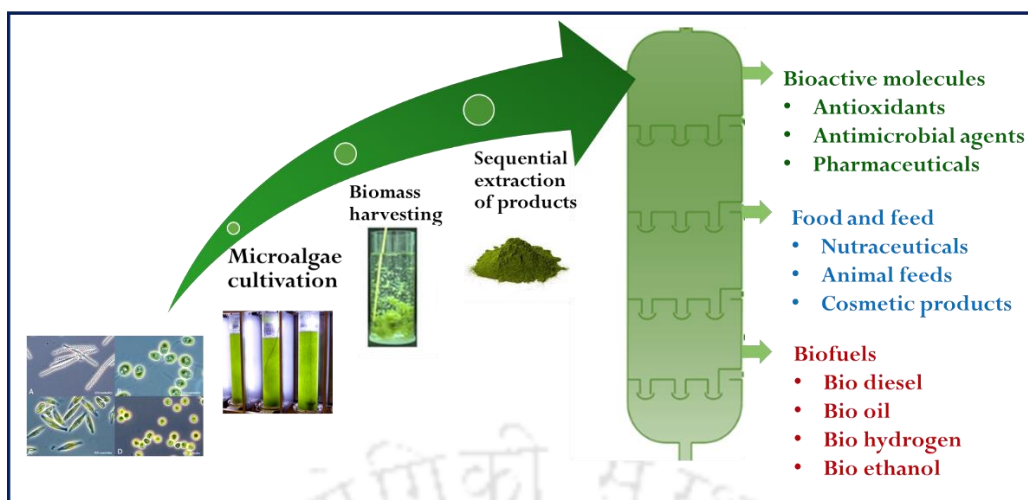 Microalgae
cultivation
Biomass
harvesting
Sequential
extraction
of products
Bioactive molecules
• Antioxidants
• Antimicrobial agents
• Pharmaceuticals
Food and feed
• Nutraceuticals
• Animal feeds
• Cosmetic products
Biofuels
• Bio diesel
• Bio oil
• Bio hydrogen
• Bio ethanol
A
D